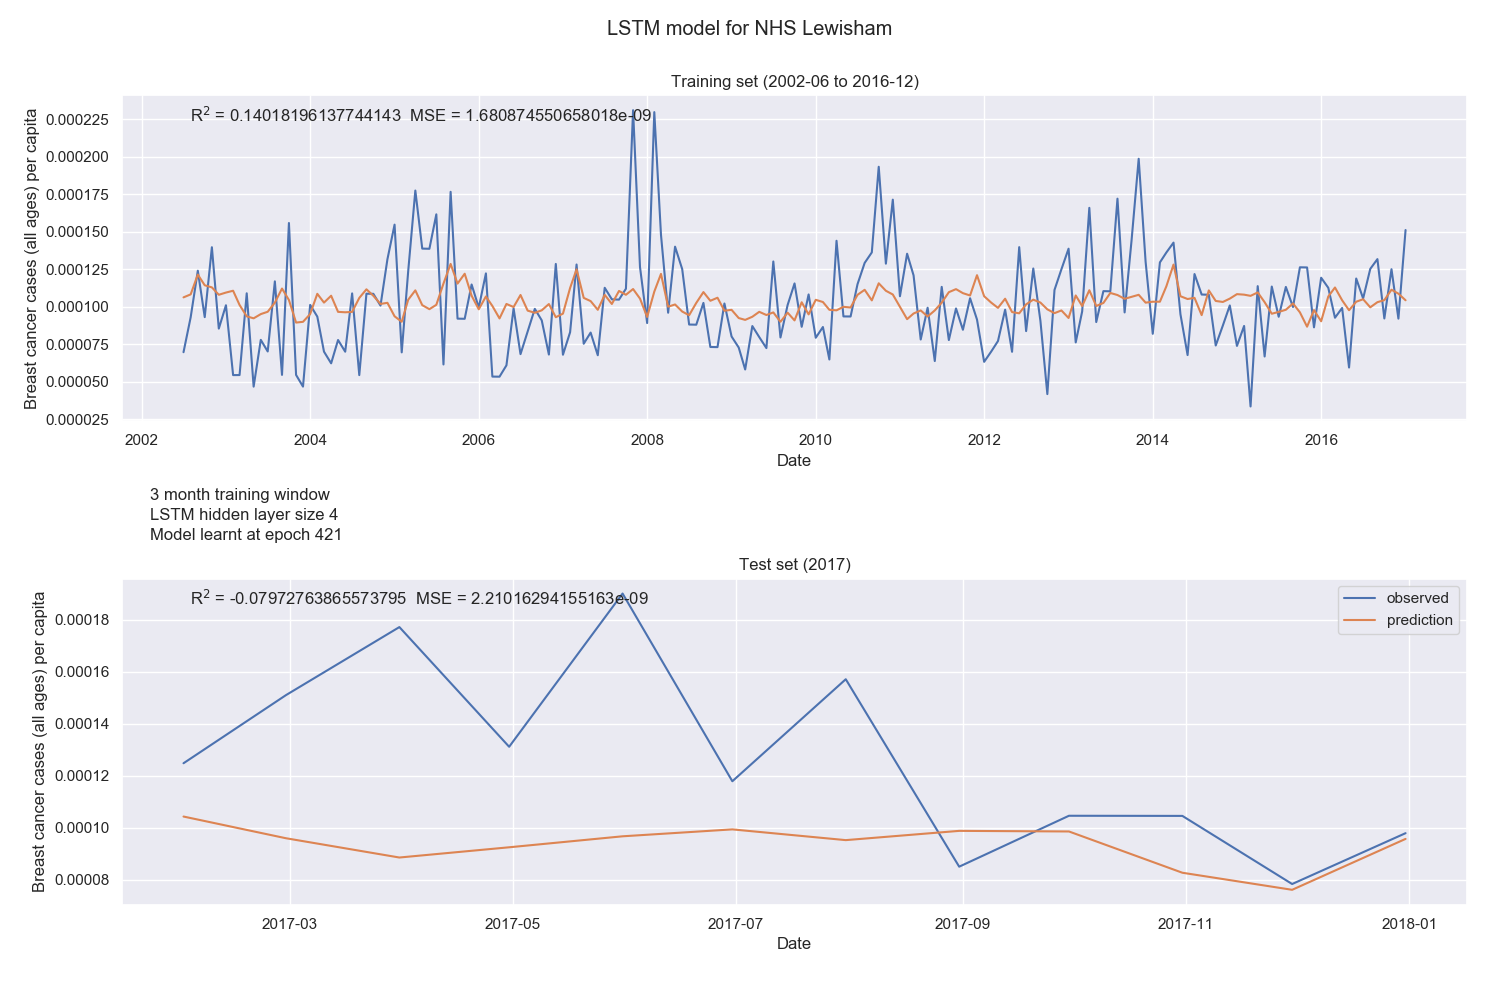 LSTM model for NHS Lewisham
Training set (2002-06 to 2016-12)
R² = 0.14018196137744143 MSE = 1.680874550658018e-09
Breast cancer cases (all ages) per capita
0.000225
0.000200
0.000175
0.000150
0.000125
0.000100
0.000075
0.000050
0.000025
2002 2004 2006 2008 2010 2012 2014 2016
Date
3 month training window
LSTM hidden layer size 4
Model learnt at epoch 421
Test set (2017)
R² = -0.07972763865573795 MSE = 2.21016294155163e-09
observed
prediction
Breast cancer cases (all ages) per capita
0.00018
0.00016
0.00014
0.00012
0.00010
0.00008
2017-03 2017-05 2017-07 2017-09 2017-11 2018-01
Date